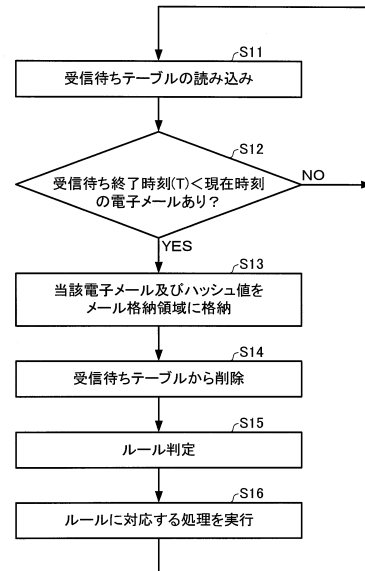 S11
受信待ちテーブルの読み込み
S12
受信待ち終了時刻(T)<現在時刻
の電子メールあり？
NO
YES
S13
当該電子メール及びハッシュ値を
メール格納領域に格納
S14
受信待ちテーブルから削除
S15
ルール判定
S16
ルールに対応する処理を実行